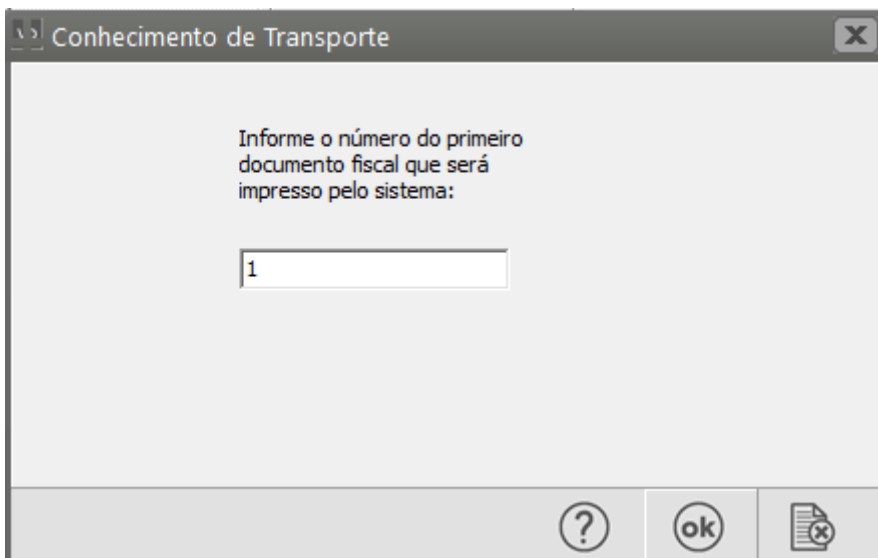 Conhecimento de Transporte
Informe o número do primeiro
documento fiscal que será
impresso pelo sistema:
1
? ok